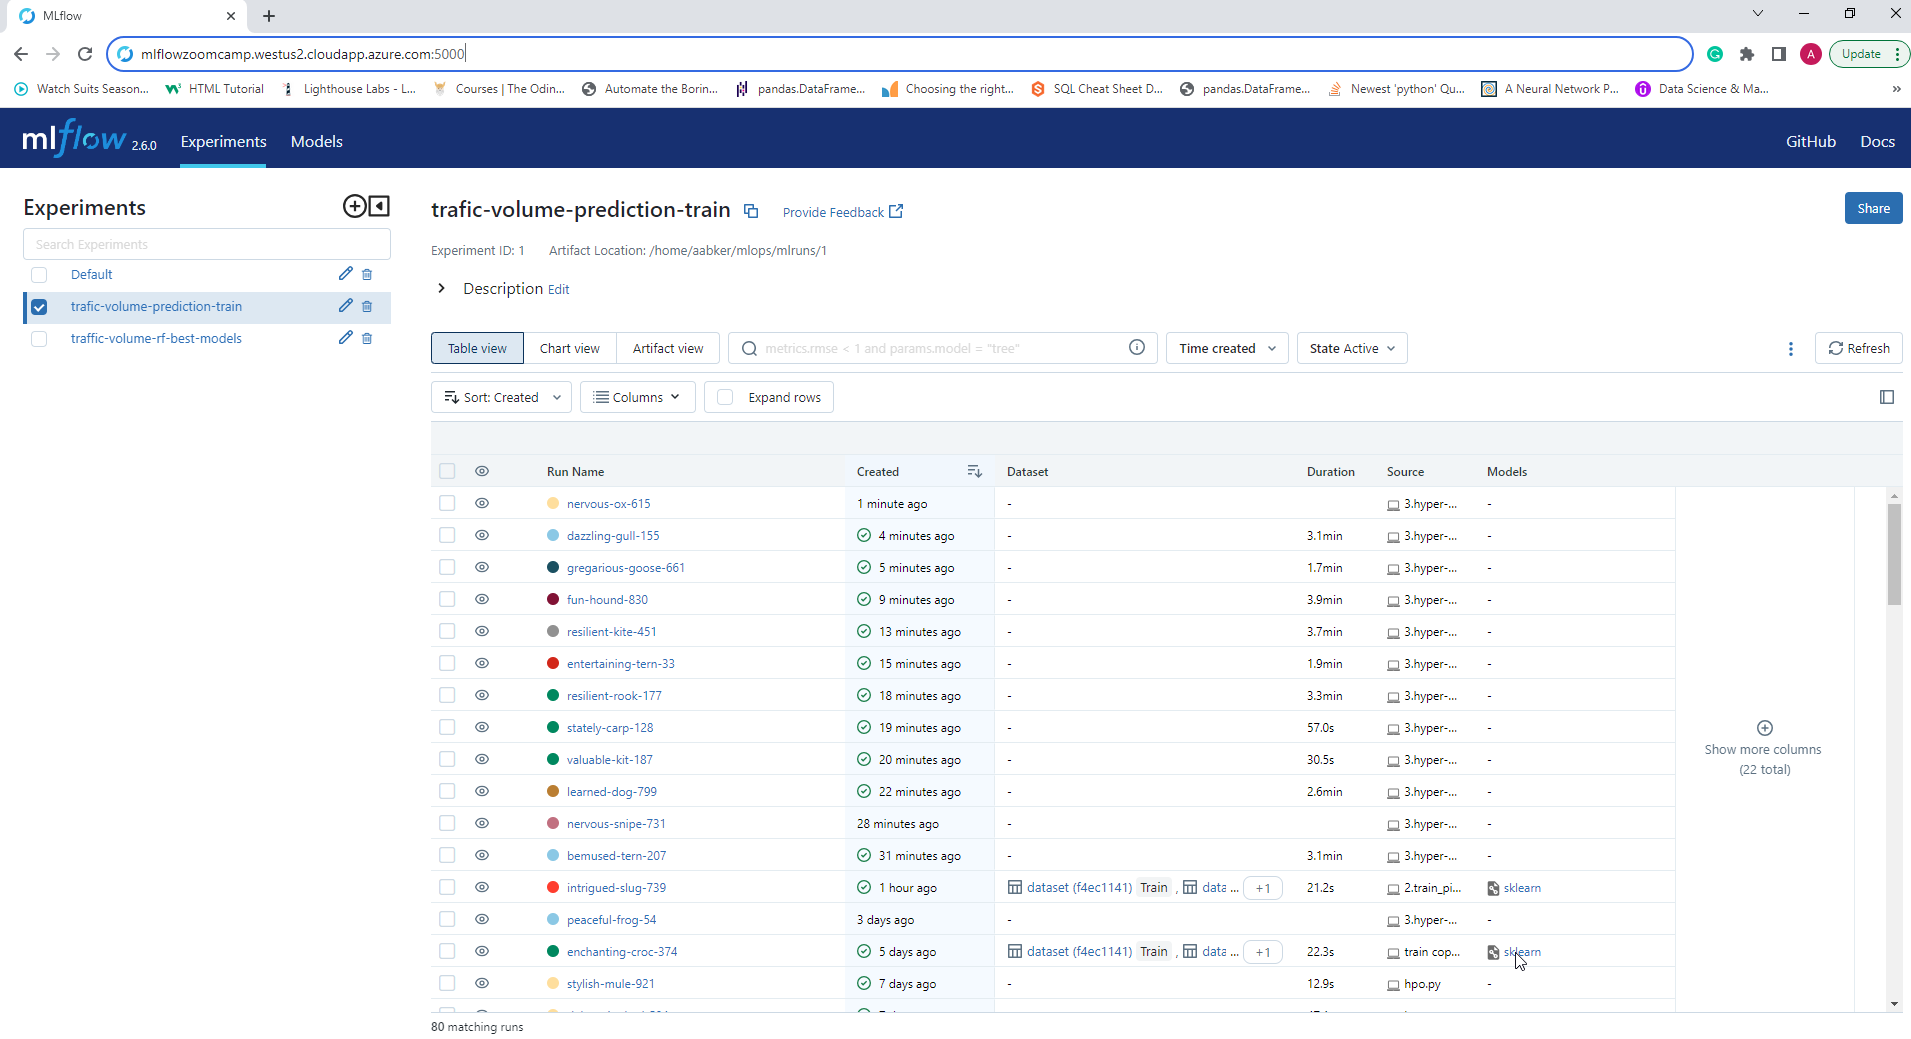 MLflow
mlflowzoomcamp.westus2.cloudapp.azure.com:5000
A
Update
Watch Suits Season...
HTML Tutorial
Lighthouse Labs - L...
Courses | The Odin...
Automate the Borin...
pandas.DataFrame...
Choosing the right...
SQL Cheat Sheet D...
pandas.DataFrame...
Newest 'python' Qu...
A Neural Network P...
Data Science & Ma...
mlflow 2.6.0 Experiments Models GitHub Docs
Experiments
Search Experiments
Default
trafic-volume-prediction-train
traffic-volume-rf-best-models
trafic-volume-prediction-train Provide Feedback Share
Experiment ID: 1 Artifact Location: /home/aabker/mlops/mlruns/1
Description Edit
Table view Chart view Artifact view metrics.rmse < 1 and params.model = "tree" Time created State Active Refresh
Sort: Created Columns Expand rows
Run Name Created Dataset Duration Source Models
nervous-ox-615 1 minute ago - 3.hyper-... -
dazzling-gull-155 4 minutes ago - 3.1min 3.hyper-... -
gregarious-goose-661 5 minutes ago - 1.7min 3.hyper-... -
fun-hound-830 9 minutes ago - 3.9min 3.hyper-... -
resilient-kite-451 13 minutes ago - 3.7min 3.hyper-... -
entertaining-tern-33 15 minutes ago - 1.9min 3.hyper-... -
resilient-rook-177 18 minutes ago - 3.3min 3.hyper-... -
stately-carp-128 19 minutes ago - 57.0s 3.hyper-... -
valuable-kit-187 20 minutes ago - 30.5s 3.hyper-... -
learned-dog-799 22 minutes ago - 2.6min 3.hyper-... -
nervous-snipe-731 28 minutes ago - 3.hyper-... -
bemused-tern-207 31 minutes ago - 3.1min 3.hyper-... -
intrigued-slug-739 1 hour ago dataset (f4ec1141) Train , data ... +1 21.2s 2.train_pi... sklearn
peaceful-frog-54 3 days ago - 3.hyper-... -
enchanting-croc-374 5 days ago dataset (f4ec1141) Train , data ... +1 22.3s train cop... sklearn
stylish-mule-921 7 days ago - 12.9s hpo.py -
Show more columns
(22 total)
80 matching runs